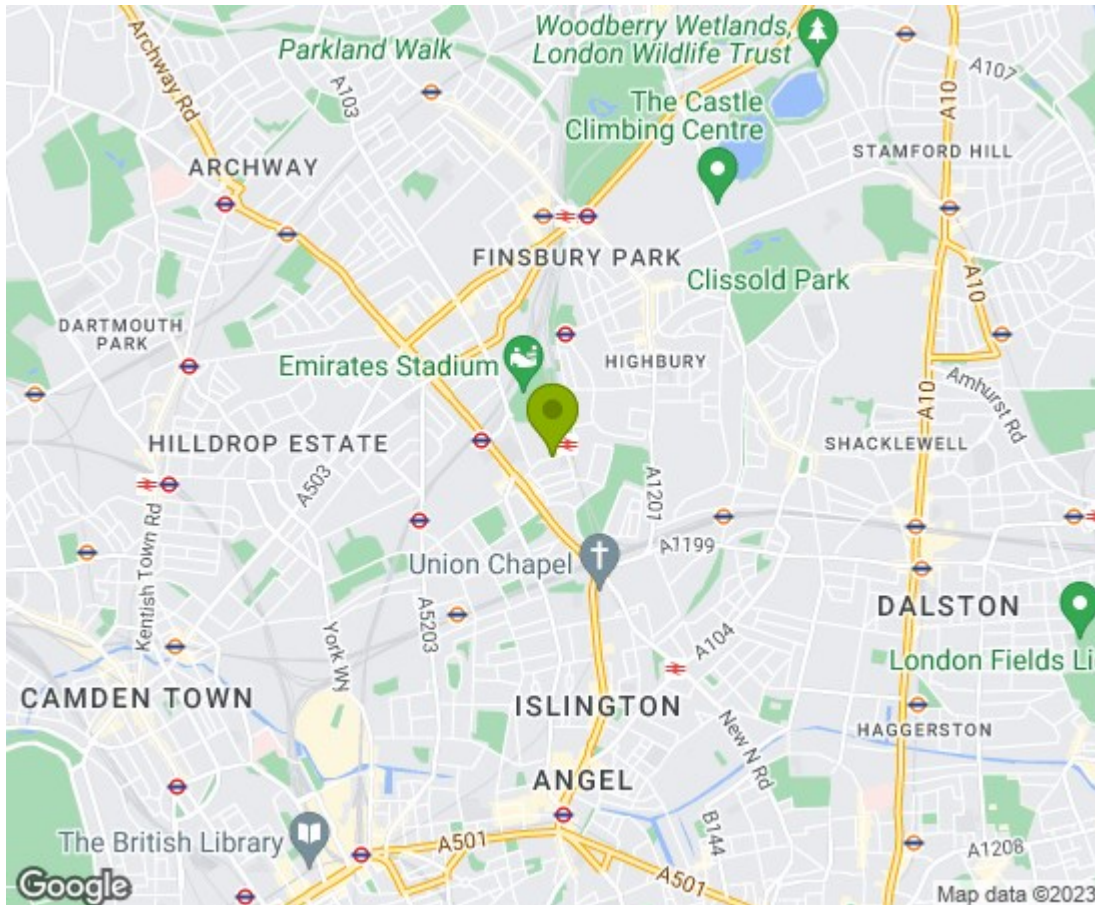 Archway Rd
Parkland Walk
A103
Woodberry Wetlands,
London Wildlife Trust
A107
A10
The Castle
Climbing Centre
STAMFORD HILL
ARCHWAY
FINSBURY PARK
Clissold Park
A10
DARTMOUTH
PARK
Emirates Stadium
HIGHBURY
A10
Amhurst Rd
HILLDROP ESTATE
A503
SHACKLEWELL
A1201
Kentish Town Rd
Union Chapel
A1199
A5203
DALSTON
York Wy
A104
London Fields Li
CAMDEN TOWN
ISLINGTON
New N Rd
HAGGERSTON
ANGEL
The British Library
A501
B144
A501
A1208
Google
Map data ©2023